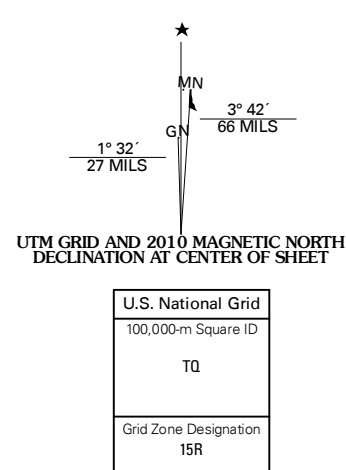 MN
GN
3° 42´
66 MILS
1° 32´
27 MILS
UTM GRID AND 2010 MAGNETIC NORTH
DECLINATION AT CENTER OF SHEET
U.S. National Grid
100,000-m Square ID
TQ
Grid Zone Designation
15R